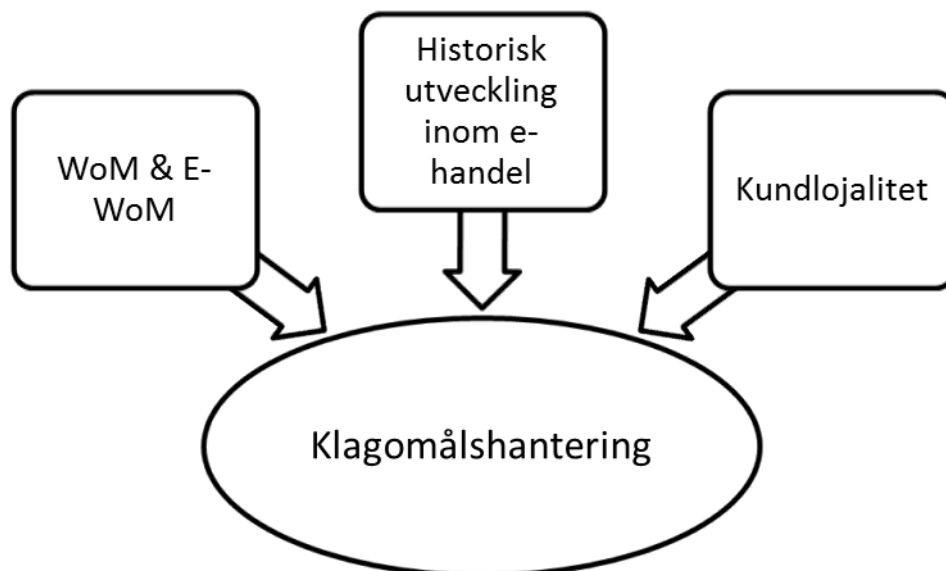 WoM & E-
WoM
Historisk
utveckling
inom e-
handel
Kundlojalitet
Klagomålshantering